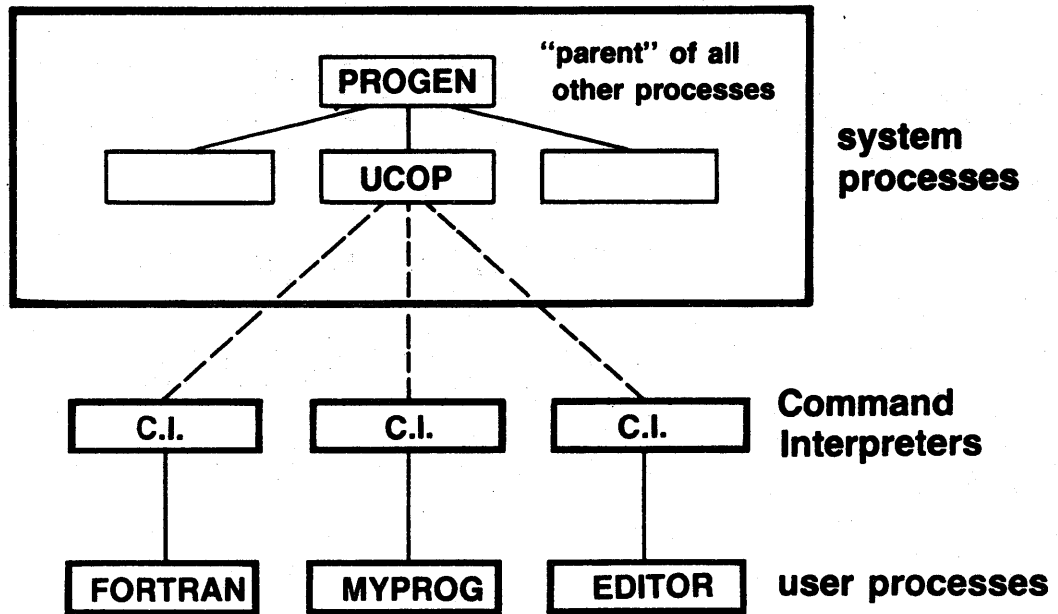 PROGEN
“parent” of all
other processes
UCOP
system
processes
C.I.
C.I.
C.I.
Command
Interpreters
FORTRAN
MYPROG
EDITOR
user processes